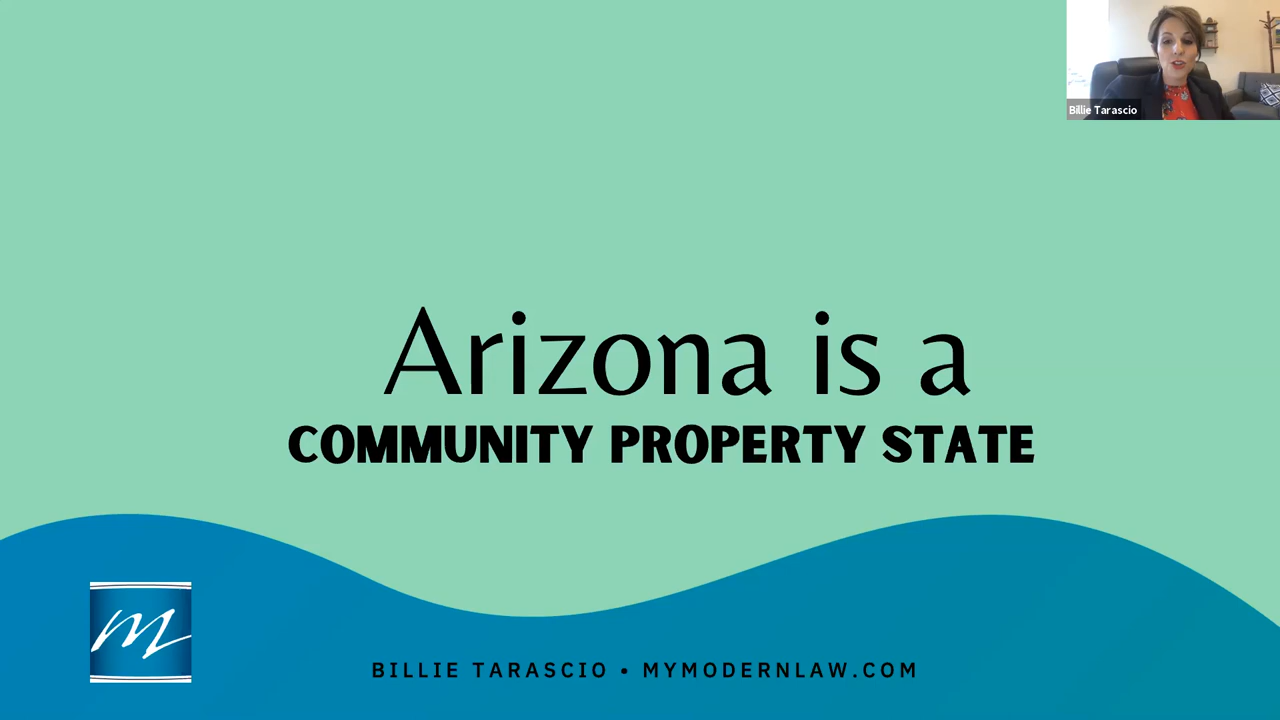 Billie Tarascio
Arizona is a
COMMUNITY PROPERTY STATE
m
BILLIE TARASCIO • MYMODERNLAW.COM